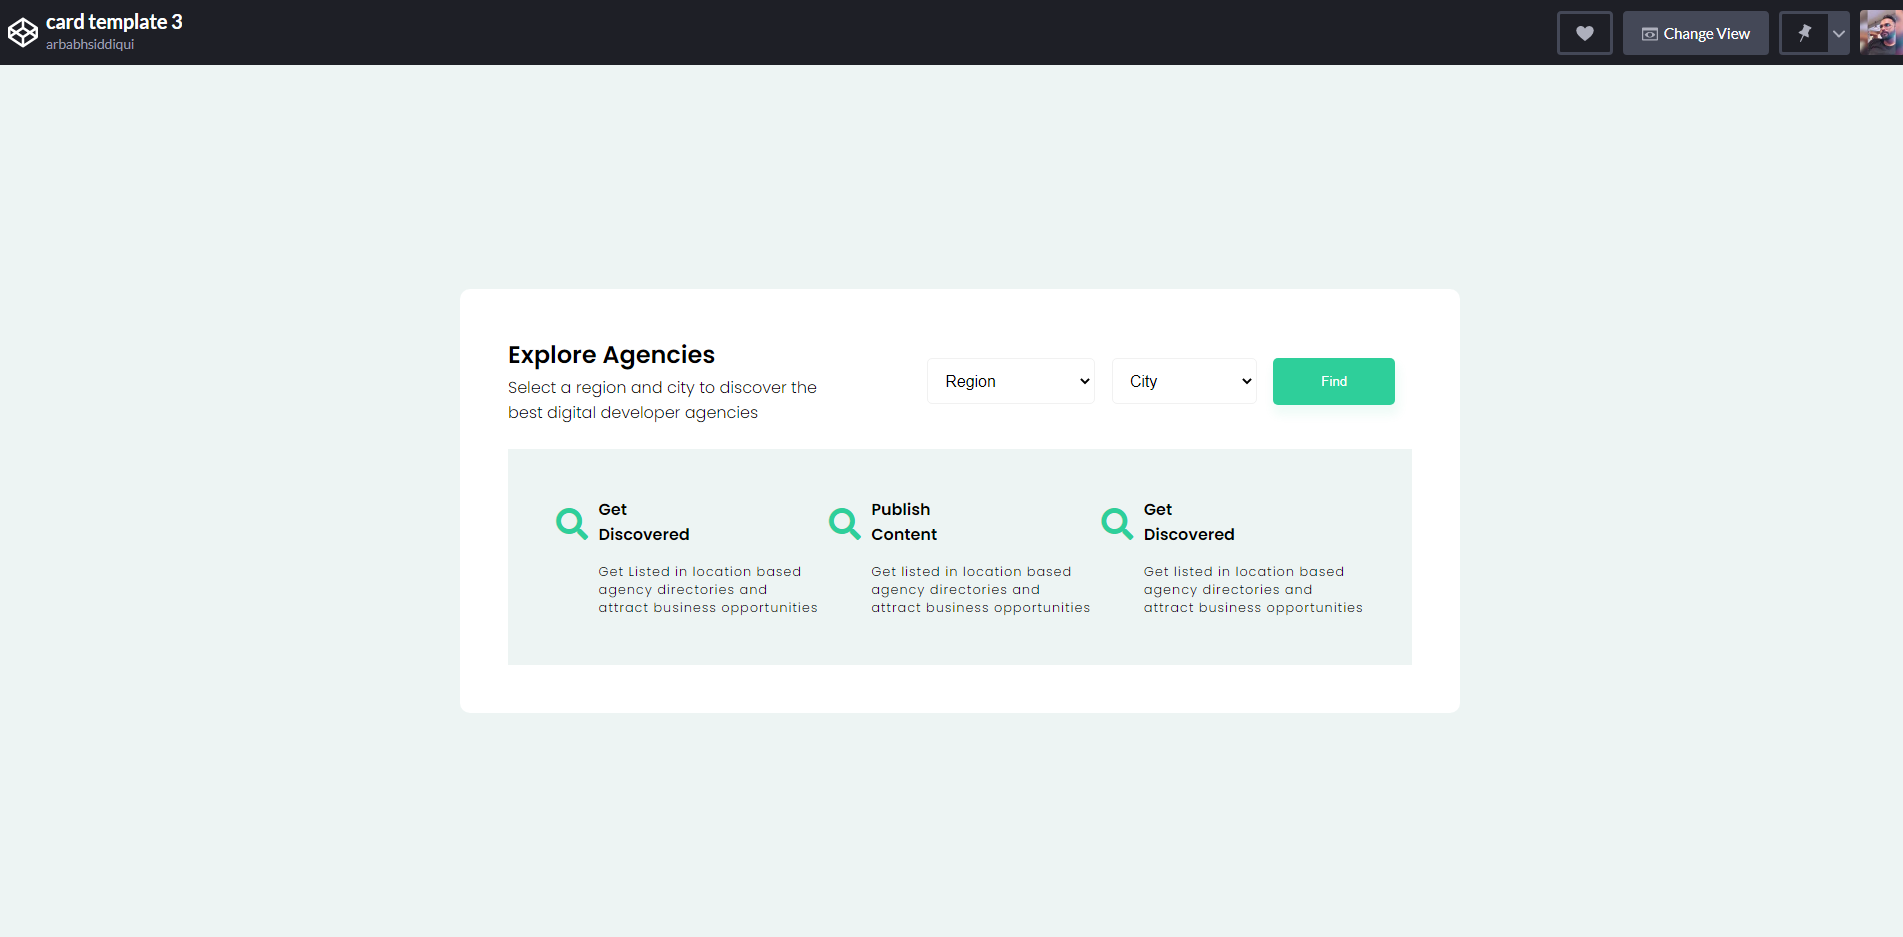 card template 3
arbabhsiddiqui
Change View
Explore Agencies
Select a region and city to discover the
best digital developer agencies
Region
City
Find
Get
Discovered
Get Listed in location based
agency directories and
attract business opportunities
Publish
Content
Get listed in location based
agency directories and
attract business opportunities
Get
Discovered
Get listed in location based
agency directories and
attract business opportunities